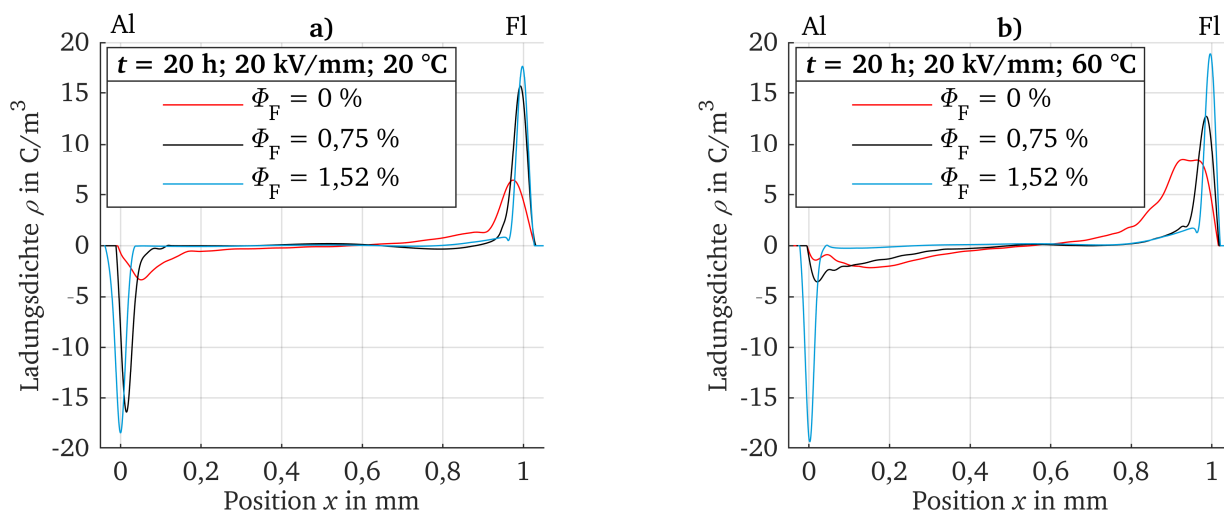 Al a) Fl
t = 20 h; 20 kV/mm; 20 °C
Φ_F = 0 %
Φ_F = 0,75 %
Φ_F = 1,52 %
Ladungsdichte ρ in C/m³
20
15
10
5
0
-5
-10
-15
-20
0 0,2 0,4 0,6 0,8 1
Position x in mm
Al b) Fl
t = 20 h; 20 kV/mm; 60 °C
Φ_F = 0 %
Φ_F = 0,75 %
Φ_F = 1,52 %
Ladungsdichte ρ in C/m³
20
15
10
5
0
-5
-10
-15
-20
0 0,2 0,4 0,6 0,8 1
Position x in mm